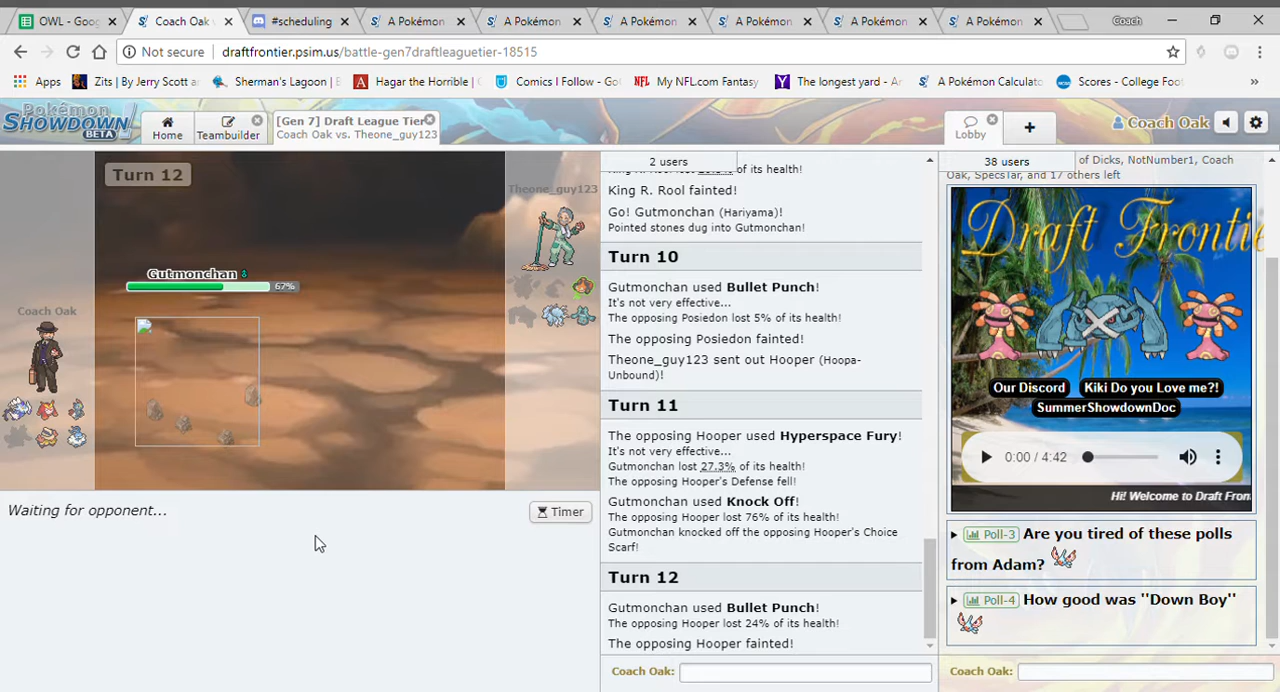 OWL - Goog
Coach Oak v
#scheduling
A Pokémon
A Pokémon
A Pokémon
A Pokémon
A Pokémon
A Pokémon
Coach
Not secure
draftfrontier.psim.us/battle-gen7draftleaguetier-18515
Apps
Zits | By Jerry Scott ar
Sherman's Lagoon | E
Hagar the Horrible | C
Comics I Follow - Go
NFL
My NFL.com Fantasy
The longest yard - Ar
A Pokémon Calculato
Scores - College Foot
»
Pokémon
SHOWDOWN
BETA
Home
Teambuilder
[Gen 7] Draft League Tier
Coach Oak vs. Theone_guy123
Lobby
+
Coach Oak
Turn 12
Gutmonchan
67%
Coach Oak
Theone_guy123
Waiting for opponent...
Timer
2 users
of its health!
King R. Rool fainted!
Go! Gutmonchan (Hariyama)!
Pointed stones dug into Gutmonchan!
Turn 10
Gutmonchan used Bullet Punch!
It's not very effective...
The opposing Posiedon lost 5% of its health!
The opposing Posiedon fainted!
Theone_guy123 sent out Hooper (Hoopa-
Unbound)!
Turn 11
The opposing Hooper used Hyperspace Fury!
It's not very effective...
Gutmonchan lost 27.3% of its health!
The opposing Hooper's Defense fell!
Gutmonchan used Knock Off!
The opposing Hooper lost 76% of its health!
Gutmonchan knocked off the opposing Hooper's Choice
Scarf!
Turn 12
Gutmonchan used Bullet Punch!
The opposing Hooper lost 24% of its health!
The opposing Hooper fainted!
Coach Oak:
38 users
of Dicks, NotNumber1, Coach
Oak, SpecsTar, and 17 others left
Draft Frontie
Our Discord
Kiki Do you Love me?!
SummerShowdownDoc
0:00 / 4:42
Hi! Welcome to Draft Fron
Poll-3 Are you tired of these polls
from Adam?
Poll-4 How good was "Down Boy"
Coach Oak: